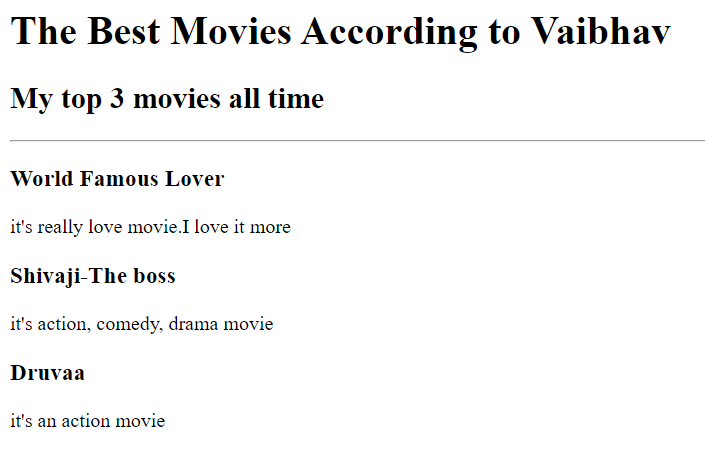 The Best Movies According to Vaibhav
My top 3 movies all time
World Famous Lover
it's really love movie.I love it more
Shivaji-The boss
it's action, comedy, drama movie
Druvaa
it's an action movie